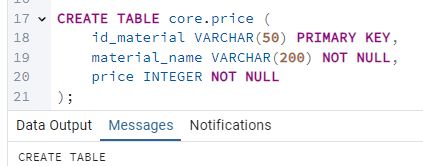 17 CREATE TABLE core.price (
18 id_material VARCHAR(50) PRIMARY KEY,
19 material_name VARCHAR(200) NOT NULL,
20 price INTEGER NOT NULL
21 );
Data Output Messages Notifications
CREATE TABLE